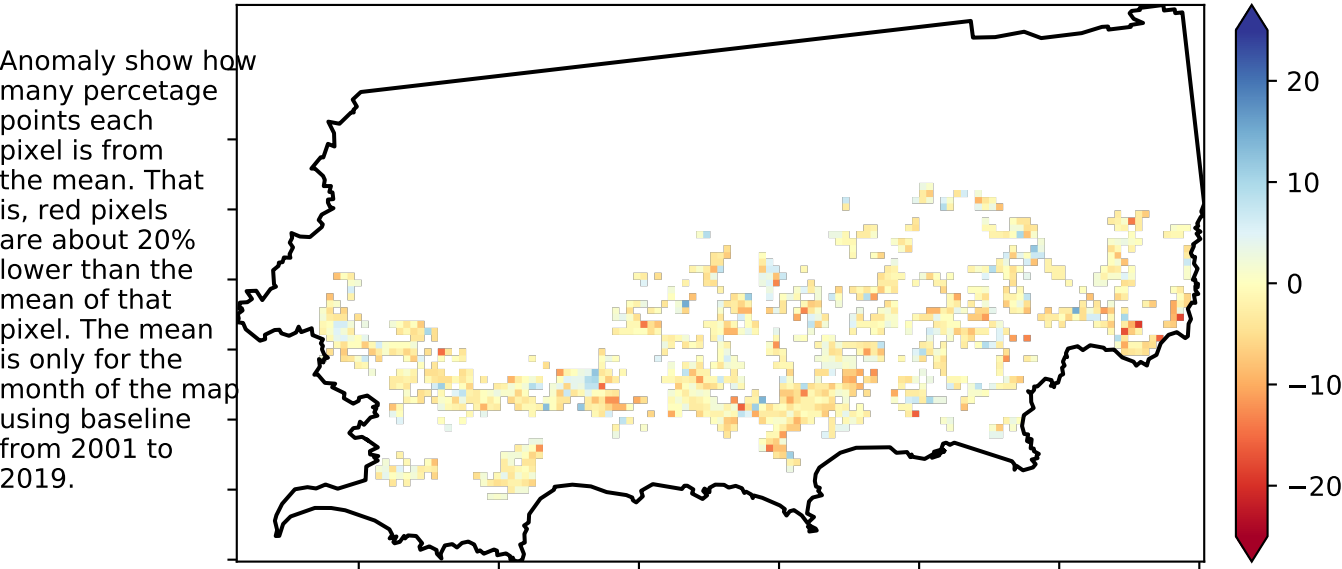 Anomaly show how
many percetage
points each
pixel is from
the mean. That
is, red pixels
are about 20%
lower than the
mean of that
pixel. The mean
is only for the
month of the map
using baseline
from 2001 to
2019.
20
10
0
−10
−20